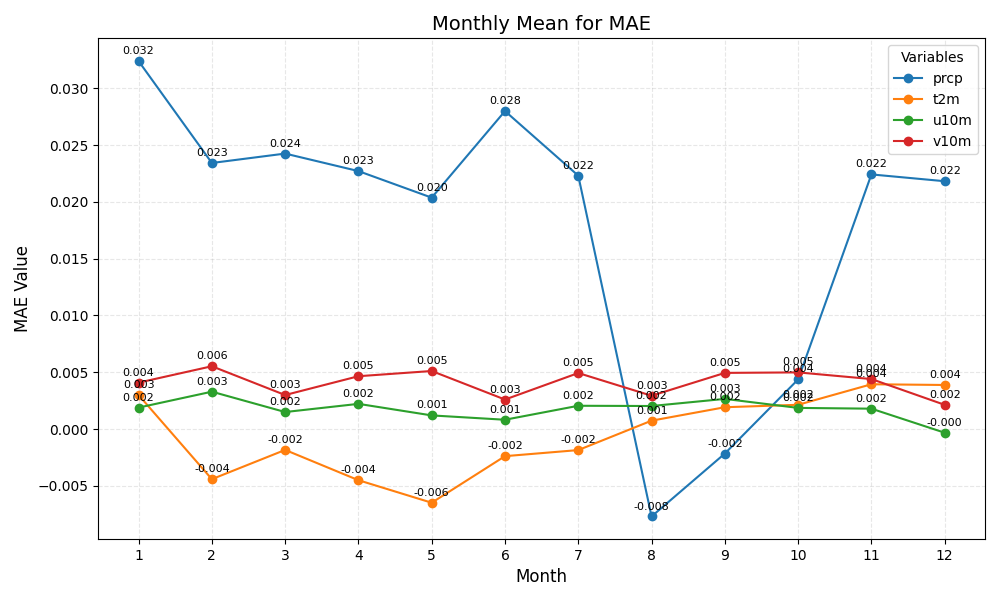 Monthly Mean for MAE
Variables
prcp
t2m
u10m
v10m
MAE Value
0.030
0.025
0.020
0.015
0.010
0.005
0.000
−0.005
0.032 0.023 0.024 0.023 0.020 0.028 0.022 -0.008 -0.002 0.004 0.022 0.022
0.003 -0.004 -0.002 -0.004 -0.006 -0.002 -0.002 0.001 0.002 0.002 0.004 0.004
0.002 0.003 0.002 0.002 0.001 0.001 0.002 0.002 0.003 0.002 0.002 -0.000
0.004 0.006 0.003 0.005 0.005 0.003 0.005 0.003 0.005 0.005 0.004 0.002
1 2 3 4 5 6 7 8 9 10 11 12
Month